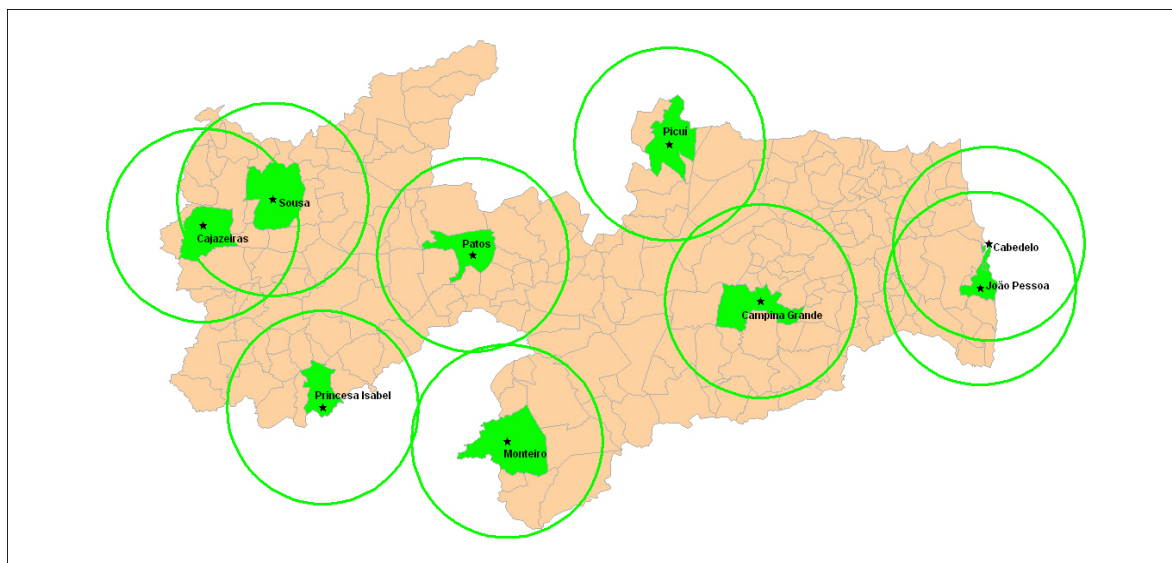 Picuí
Sousa
Cajazeiras
Patos
Cabedelo
João Pessoa
Campina Grande
Princesa Isabel
Monteiro